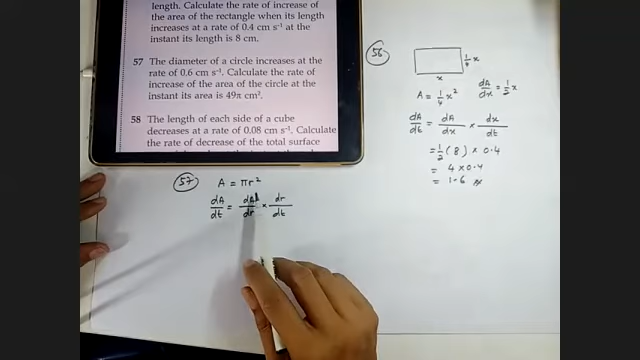 length. Calculate the rate of increase of
the area of the rectangle when its length
increases at a rate of 0.4 cm s⁻¹ at the
instant its length is 8 cm.
57 The diameter of a circle increases at the
rate of 0.6 cm s⁻¹. Calculate the rate of
increase of the area of the circle at the
instant its area is 49π cm².
58 The length of each side of a cube
decreases at a rate of 0.08 cm s⁻¹. Calculate
the rate of decrease of the total surface
57 A = πr²
dA/dt = dA/dr × dr/dt
56
1/4 x
x
A = 1/4 x² dA/dx = 1/2 x
dA/dt = dA/dx × dx/dt
= 1/2 (8) × 0.4
= 4 × 0.4
= 1.6